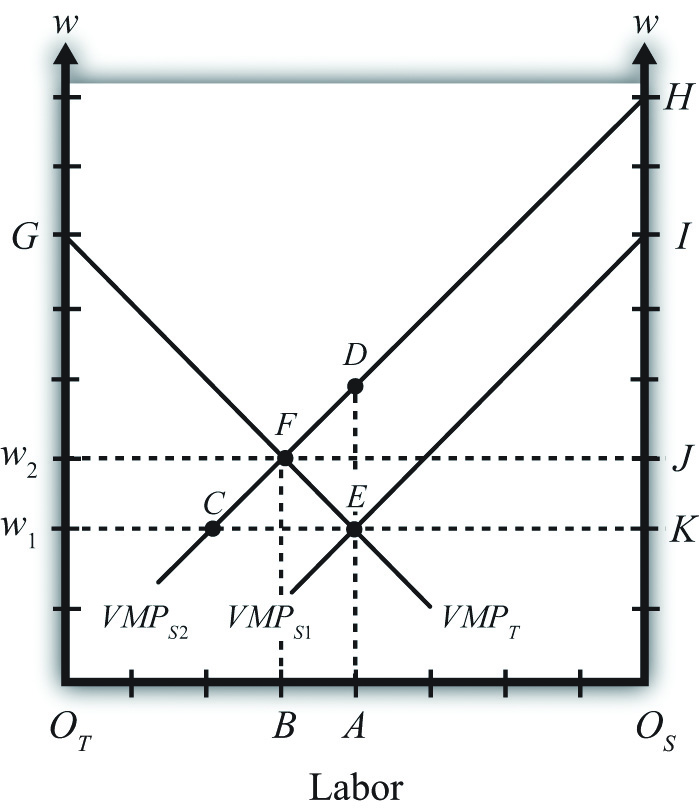 w w
H
G I
D
F
w2 J
C E
w1 K
VMPS2 VMPS1 VMPT
OT B A OS
Labor